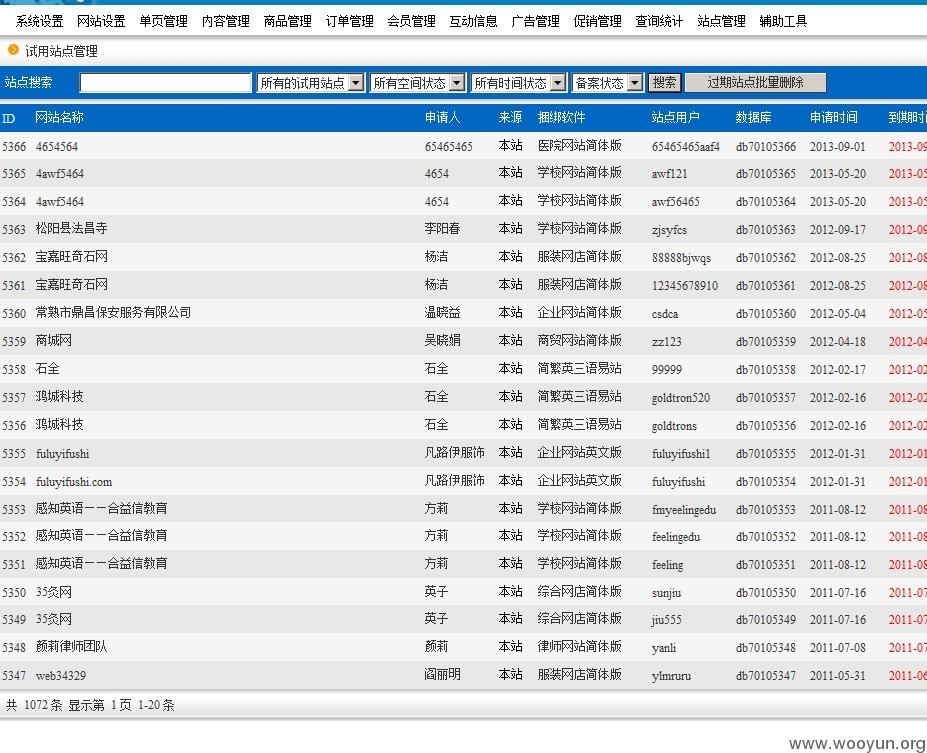 系统设置 网站设置 单页管理 内容管理 商品管理 订单管理 会员管理 互动信息 广告管理 促销管理 查询统计 站点管理 辅助工具
试用站点管理
站点搜索 所有的试用站点 所有空间状态 所有时间状态 备案状态 搜索 过期站点批量删除
ID 网站名称 申请人 来源 捆绑软件 站点用户 数据库 申请时间 到期时
5366 4654564 65465465 本站 医院网站简体版 65465465aaf4 db70105366 2013-09-01 2013-09
5365 4awf5464 4654 本站 学校网站简体版 awf121 db70105365 2013-05-20 2013-05
5364 4awf5464 4654 本站 学校网站简体版 awf56465 db70105364 2013-05-20 2013-05
5363 松阳县法昌寺 李阳春 本站 学校网站简体版 zjsyfcs db70105363 2012-09-17 2012-09
5362 宝嘉旺奇石网 杨洁 本站 服装网店简体版 88888bjwqs db70105362 2012-08-25 2012-08
5361 宝嘉旺奇石网 杨洁 本站 服装网店简体版 12345678910 db70105361 2012-08-25 2012-08
5360 常熟市鼎昌保安服务有限公司 温晓益 本站 企业网站简体版 csdca db70105360 2012-05-04 2012-05
5359 商城网 吴晓娟 本站 商贸网站简体版 zz123 db70105359 2012-04-18 2012-04
5358 石全 石全 本站 简繁英三语易站 99999 db70105358 2012-02-17 2012-02
5357 鸿城科技 石全 本站 简繁英三语易站 goldtron520 db70105357 2012-02-16 2012-02
5356 鸿城科技 石全 本站 简繁英三语易站 goldtrons db70105356 2012-02-16 2012-02
5355 fuluyifushi 凡路伊服饰 本站 企业网站英文版 fuluyifushi1 db70105355 2012-01-31 2012-01
5354 fuluyifushi.com 凡路伊服饰 本站 企业网站英文版 fuluyifushi db70105354 2012-01-31 2012-01
5353 感知英语——合益信教育 方莉 本站 学校网站简体版 fmyeelingedu db70105353 2011-08-12 2011-08
5352 感知英语——合益信教育 方莉 本站 学校网站简体版 feelingedu db70105352 2011-08-12 2011-08
5351 感知英语——合益信教育 方莉 本站 学校网站简体版 feeling db70105351 2011-08-12 2011-08
5350 35灸网 英子 本站 综合网店简体版 sunjiu db70105350 2011-07-16 2011-07
5349 35灸网 英子 本站 综合网店简体版 jiu555 db70105349 2011-07-16 2011-07
5348 颜莉律师团队 颜莉 本站 律师网站简体版 yanli db70105348 2011-07-08 2011-07
5347 web34329 阎丽明 本站 服装网店简体版 ylmruru db70105347 2011-05-31 2011-06
共 1072 条 显示第 1 页 1-20 条
www.wooyun.org